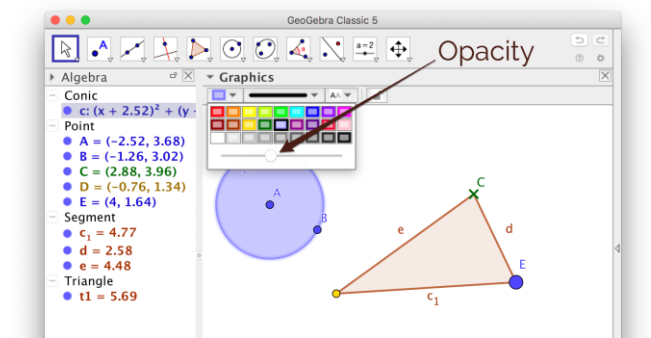 GeoGebra Classic 5
a=2
Opacity
Algebra
Graphics
AA
Conic
c: (x + 2.52)² + (y -
Point
A = (-2.52, 3.68)
B = (-1.26, 3.02)
C = (2.88, 3.96)
D = (-0.76, 1.34)
E = (4, 1.64)
Segment
c₁ = 4.77
d = 2.58
e = 4.48
Triangle
t1 = 5.69
A
B
C
e
d
E
c₁